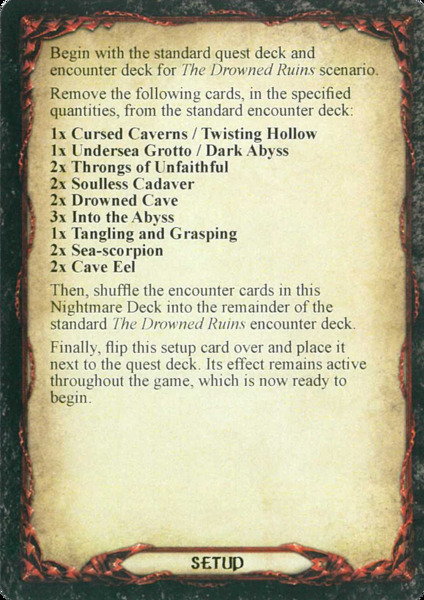 Begin with the standard quest deck and
encounter deck for The Drowned Ruins scenario.
Remove the following cards, in the specified
quantities, from the standard encounter deck:
1x Cursed Caverns / Twisting Hollow
1x Undersea Grotto / Dark Abyss
2x Throngs of Unfaithful
2x Soulless Cadaver
2x Drowned Cave
3x Into the Abyss
1x Tangling and Grasping
2x Sea-scorpion
2x Cave Eel
Then, shuffle the encounter cards in this
Nightmare Deck into the remainder of the
standard The Drowned Ruins encounter deck.
Finally, flip this setup card over and place it
next to the quest deck. Its effect remains active
throughout the game, which is now ready to
begin.
SETUP